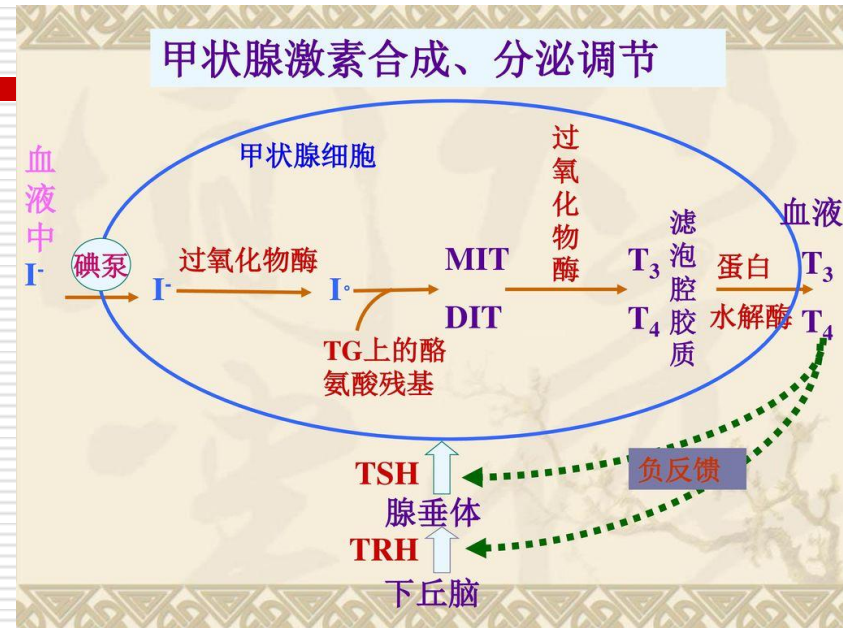 甲状腺激素合成、分泌调节
甲状腺细胞
血液中
I-
碘泵
I-
过氧化物酶
I°
TG上的酪
氨酸残基
MIT
DIT
过氧化物酶
T3
T4
滤泡腔胶质
蛋白
水解酶
血液
T3
T4
负反馈
TSH
腺垂体
TRH
下丘脑